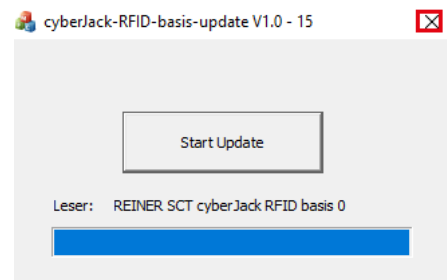 cyberJack-RFID-basis-update V1.0 - 15
Start Update
Leser: REINER SCT cyberJack RFID basis 0